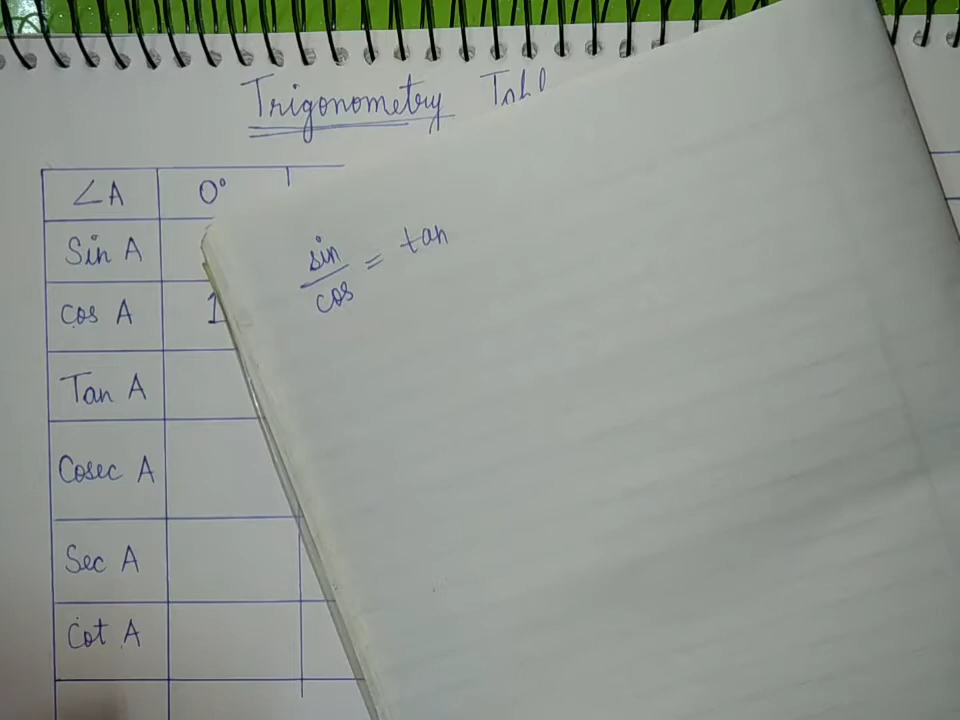 Trigonometry
∠A 0°
Sin A
cos A 1
Tan A
Cosec A
Sec A
Cot A
sin/cos = tan